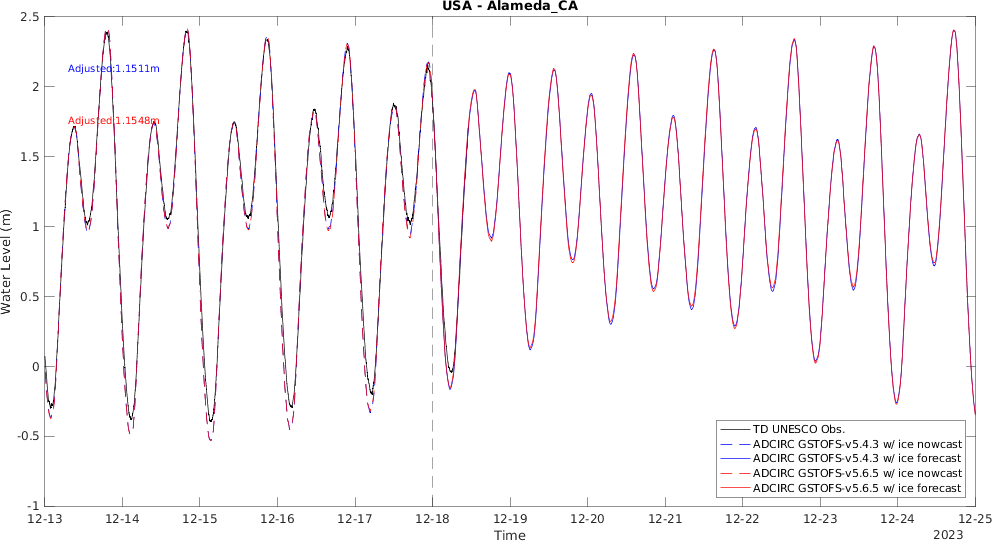 USA - Alameda_CA
2.5
2
1.5
1
0.5
0
-0.5
-1
Water Level (m)
Adjusted:1.1511m
Adjusted:1.1548m
TD UNESCO Obs.
ADCIRC GSTOFS-v5.4.3 w/ ice nowcast
ADCIRC GSTOFS-v5.4.3 w/ ice forecast
ADCIRC GSTOFS-v5.6.5 w/ ice nowcast
ADCIRC GSTOFS-v5.6.5 w/ ice forecast
12-13 12-14 12-15 12-16 12-17 12-18 12-19 12-20 12-21 12-22 12-23 12-24 12-25
Time
2023